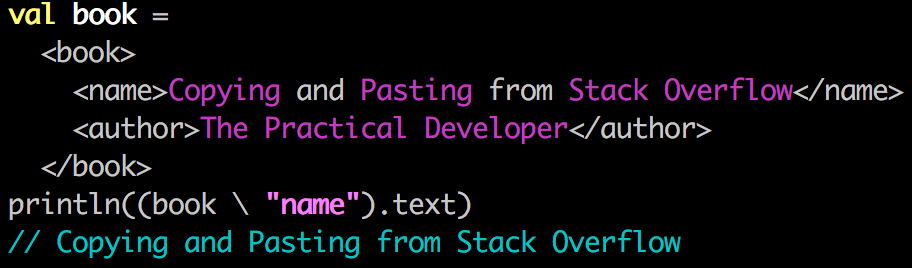 val book =
  <book>
    <name>Copying and Pasting from Stack Overflow</name>
    <author>The Practical Developer</author>
  </book>
println((book \ "name").text)
// Copying and Pasting from Stack Overflow